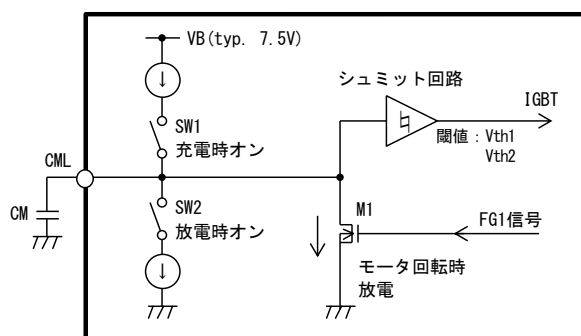 VB(typ. 7.5V)
シュミット回路
IGBT
SW1
充電時オン
閾値：Vth1
Vth2
CML
CM
SW2
放電時オン
M1
FG1信号
モータ回転時
放電